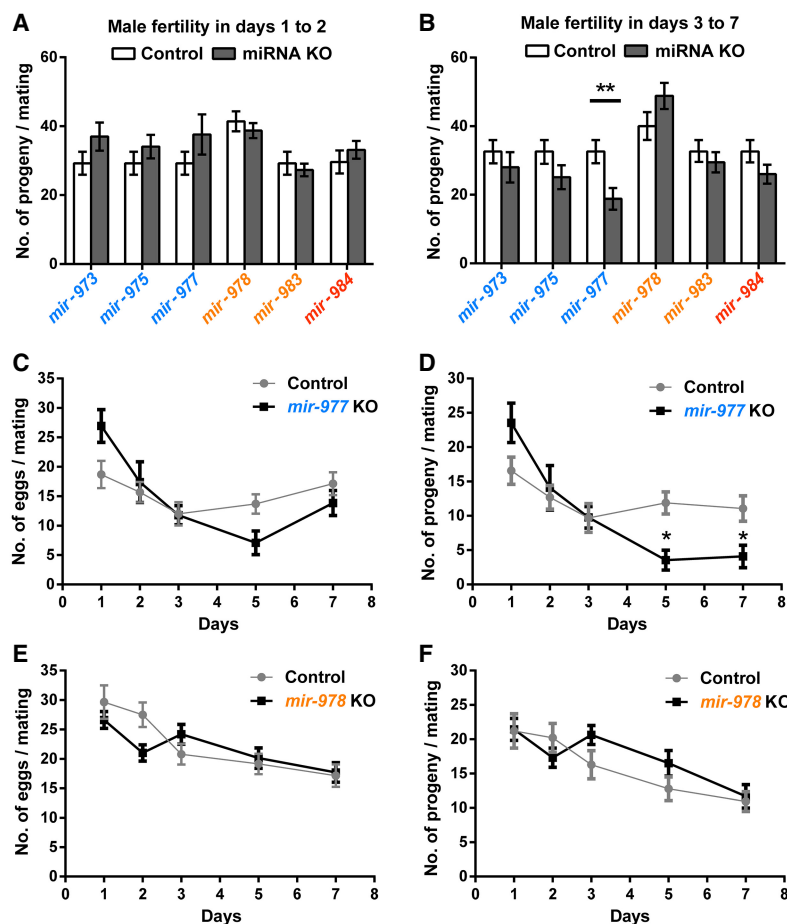 A
Male fertility in days 1 to 2
Control
miRNA KO
No. of progeny / mating
60
40
20
0
mir-973
mir-975
mir-977
mir-978
mir-983
mir-984
B
Male fertility in days 3 to 7
Control
miRNA KO
No. of progeny / mating
60
40
20
0
**
mir-973
mir-975
mir-977
mir-978
mir-983
mir-984
C
Control
mir-977 KO
No. of eggs / mating
35
30
25
20
15
10
5
0
0 1 2 3 4 5 6 7 8
Days
D
Control
mir-977 KO
No. of progeny / mating
30
25
20
15
10
5
0
* *
0 1 2 3 4 5 6 7 8
Days
E
Control
mir-978 KO
No. of eggs / mating
35
30
25
20
15
10
5
0
0 1 2 3 4 5 6 7 8
Days
F
Control
mir-978 KO
No. of progeny / mating
30
25
20
15
10
5
0
0 1 2 3 4 5 6 7 8
Days